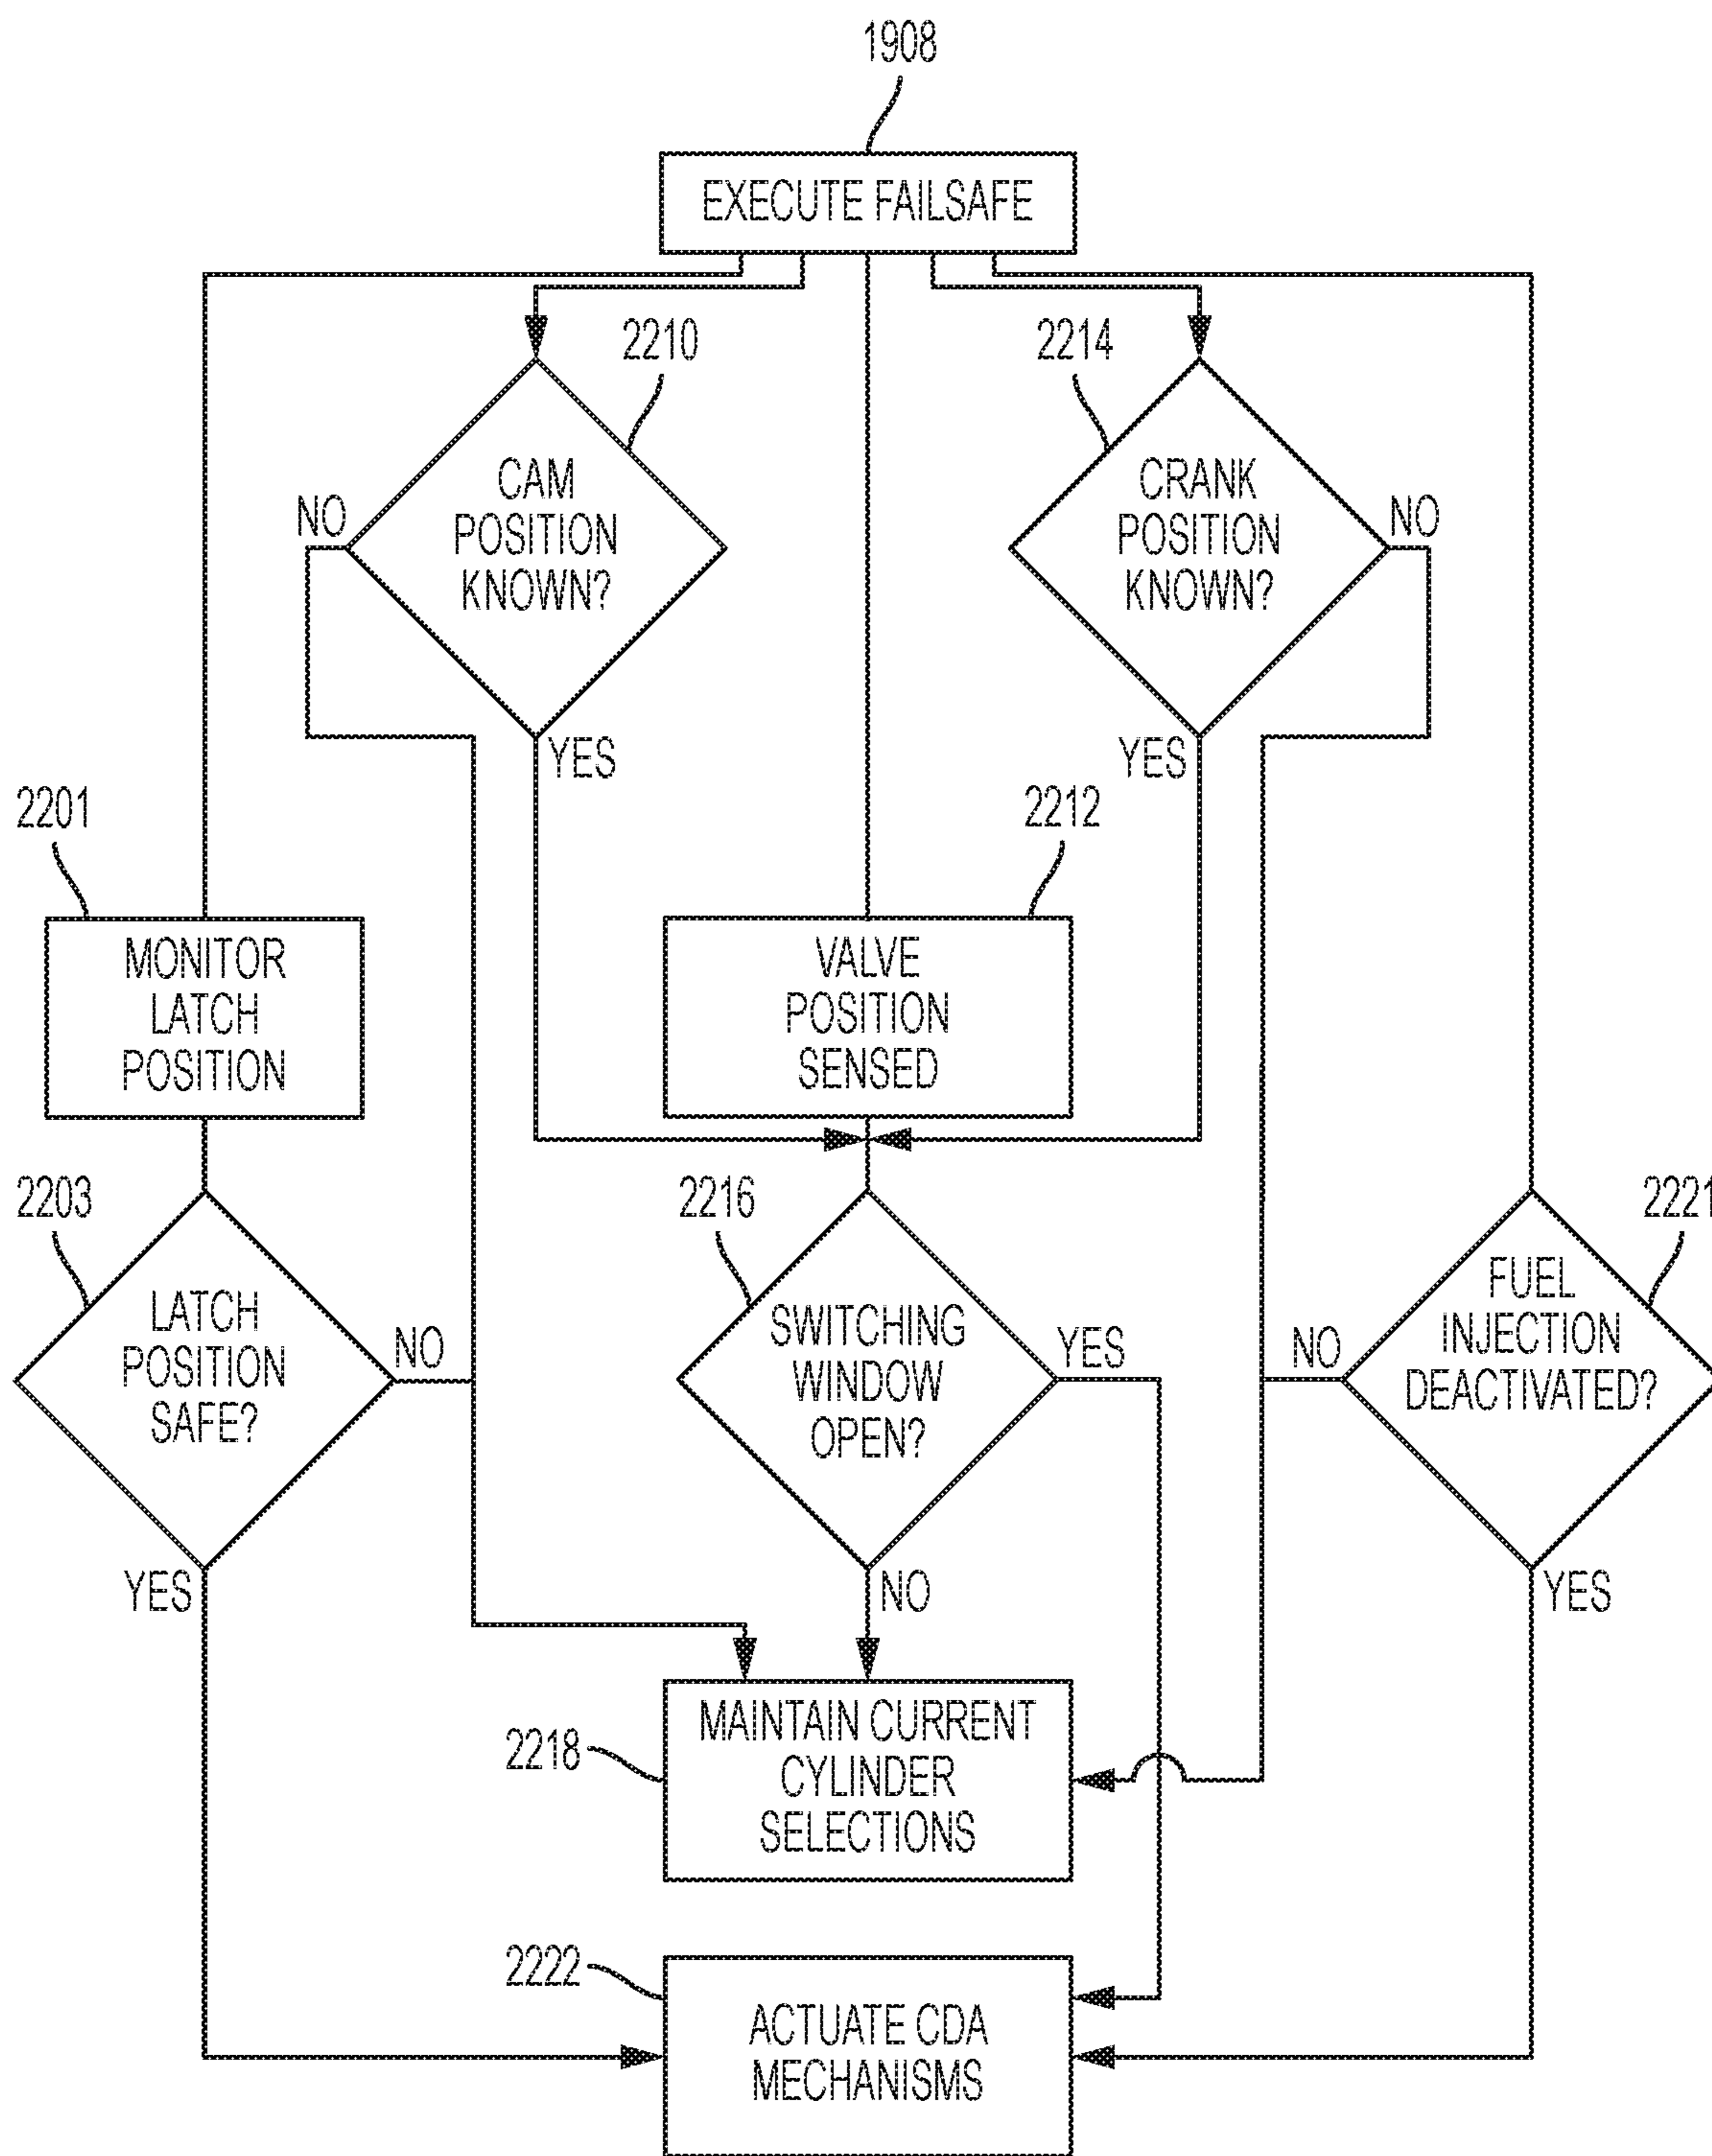 1908
EXECUTE FAILSAFE
2210
2214
CAM
POSITION
KNOWN?
NO
YES
CRANK
POSITION
KNOWN?
NO
YES
2201
MONITOR
LATCH
POSITION
2212
VALVE
POSITION
SENSED
2203
LATCH
POSITION
SAFE?
NO
YES
2216
SWITCHING
WINDOW
OPEN?
YES
NO
2221
FUEL
INJECTION
DEACTIVATED?
NO
YES
2218
MAINTAIN CURRENT
CYLINDER
SELECTIONS
2222
ACTUATE CDA
MECHANISMS